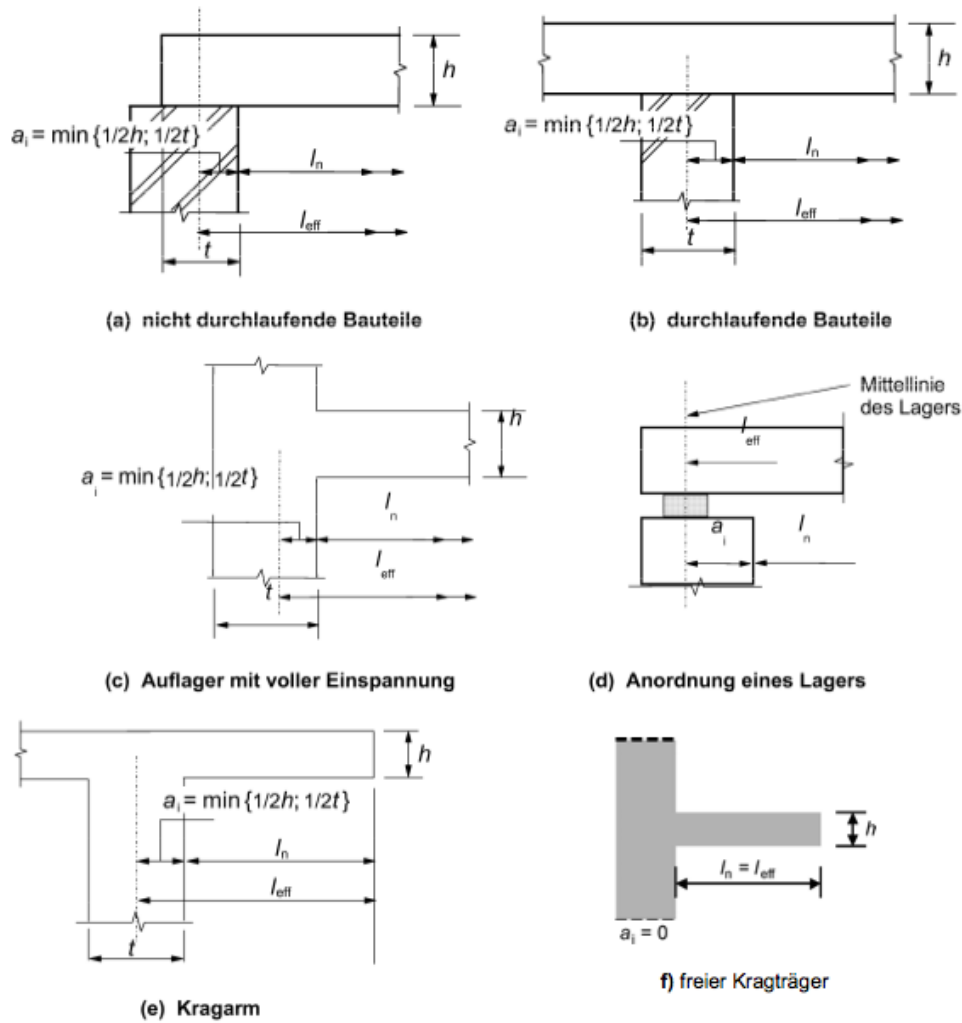 h
h
aᵢ = min {1/2h; 1/2t}
aᵢ = min {1/2h; 1/2t}
lₙ
lₙ
l_eff
l_eff
t
t
(a) nicht durchlaufende Bauteile
(b) durchlaufende Bauteile
Mittellinie
des Lagers
h
l_eff
aᵢ = min {1/2h; 1/2t}
lₙ
aᵢ
lₙ
l_eff
t
(c) Auflager mit voller Einspannung
(d) Anordnung eines Lagers
h
aᵢ = min {1/2h; 1/2t}
h
lₙ
lₙ = l_eff
l_eff
t
aᵢ = 0
f) freier Kragträger
(e) Kragarm